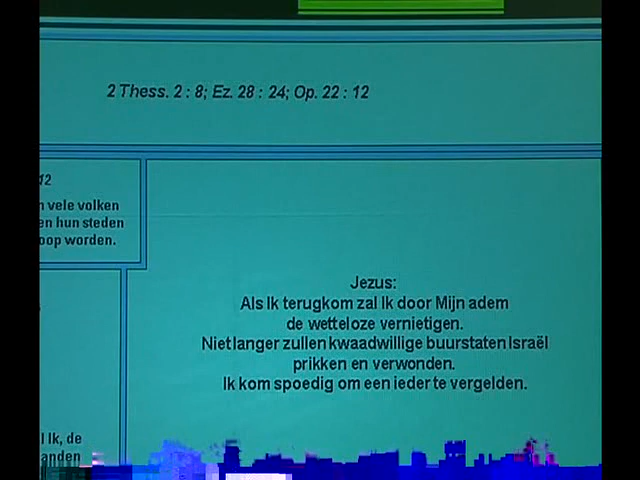 2 Thess. 2 : 8; Ez. 28 : 24; Op. 22 : 12
12
vele volken
en hun steden
oop worden.
Jezus:
Als Ik terugkom zal Ik door Mijn adem
de wetteloze vernietigen.
Niet langer zullen kwaadwillige buurstaten Israël
prikken en verwonden.
Ik kom spoedig om een ieder te vergelden.
l Ik, de
anden